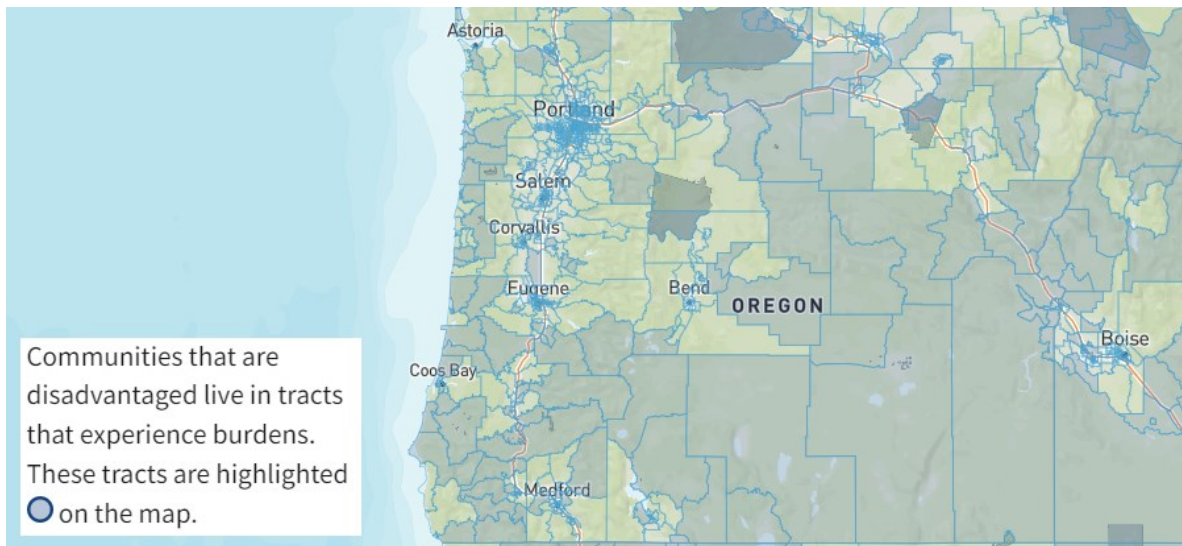 Astoria
Portland
Salem
Corvallis
Eugene
Bend
OREGON
Boise
Coos Bay
Medford
Communities that are
disadvantaged live in tracts
that experience burdens.
These tracts are highlighted
on the map.